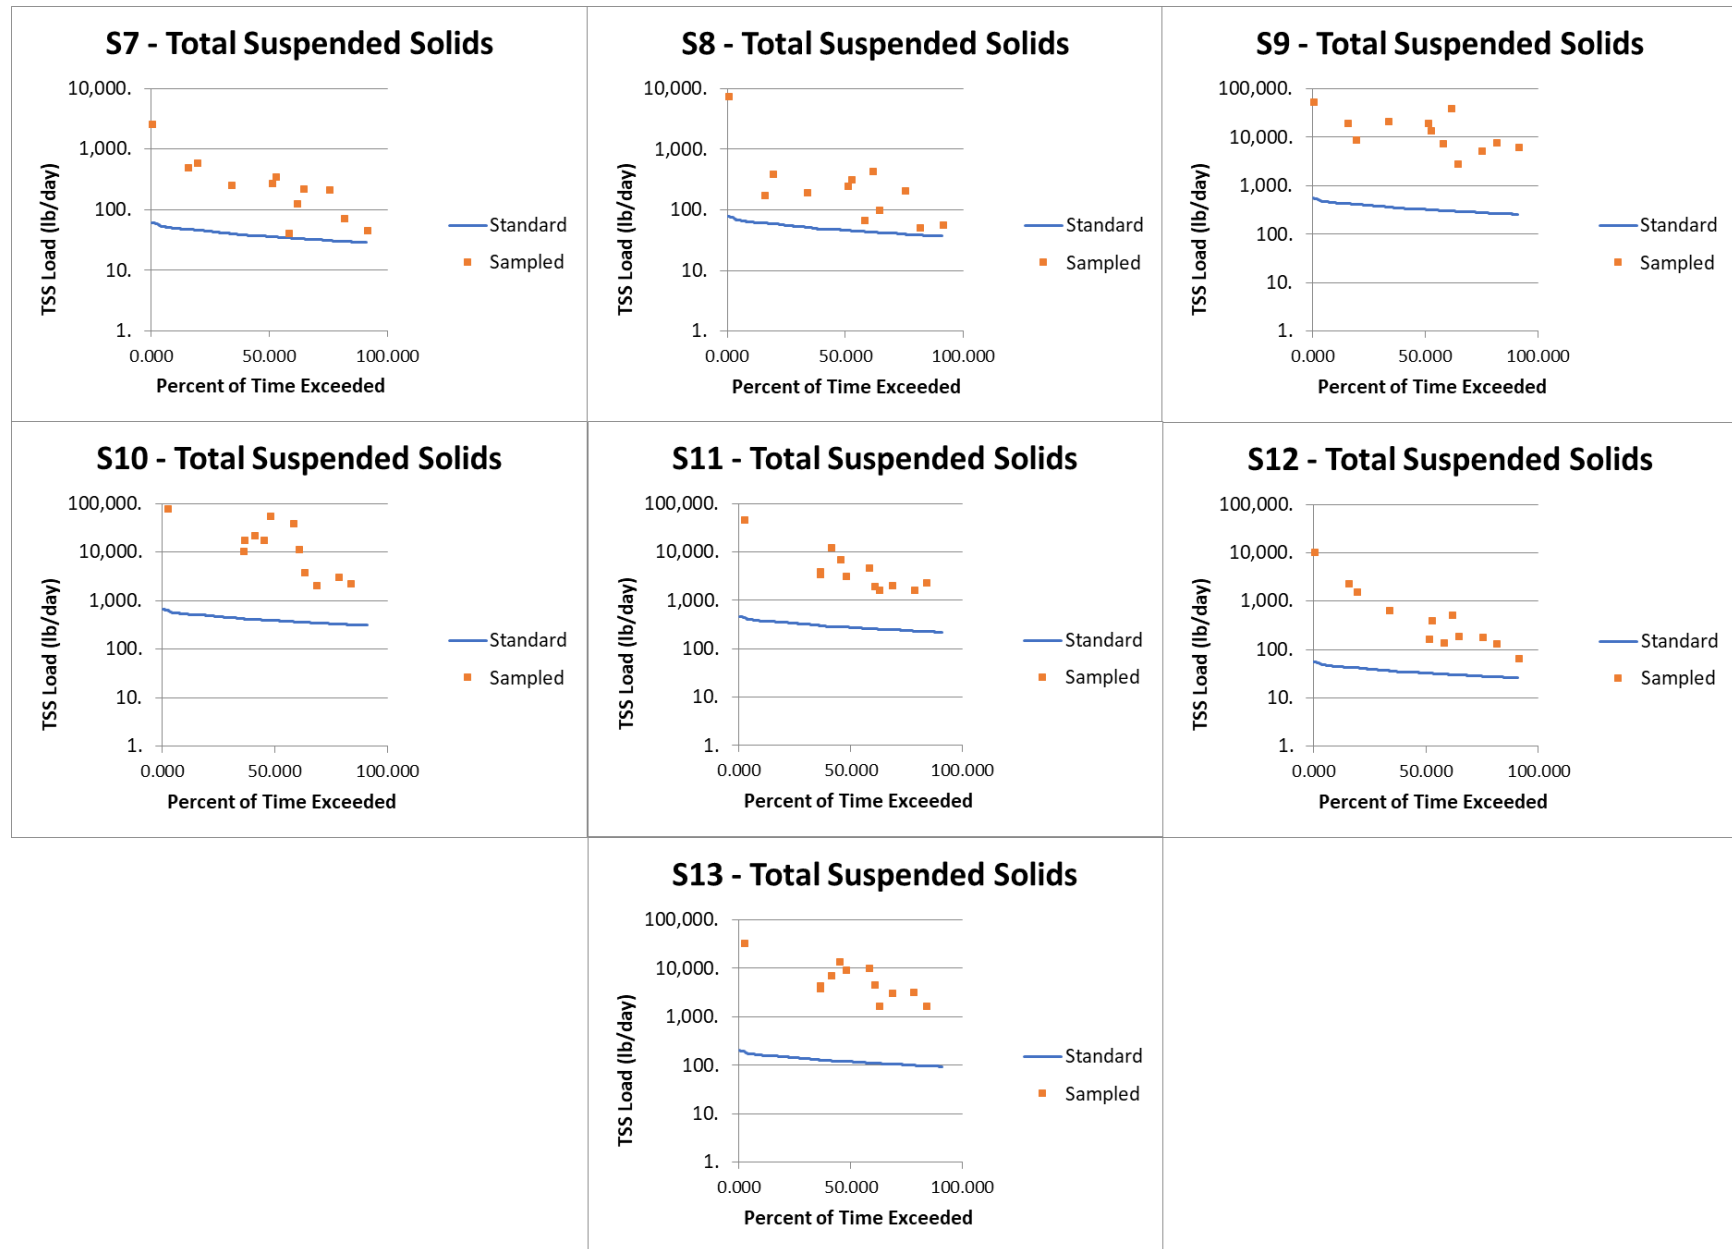 S7 - Total Suspended Solids
10,000.
1,000.
100.
10.
1.
TSS Load (lb/day)
0.000 50.000 100.000
Percent of Time Exceeded
Standard
Sampled
S8 - Total Suspended Solids
10,000.
1,000.
100.
10.
1.
TSS Load (lb/day)
0.000 50.000 100.000
Percent of Time Exceeded
Standard
Sampled
S9 - Total Suspended Solids
100,000.
10,000.
1,000.
100.
10.
1.
TSS Load (lb/day)
0.000 50.000 100.000
Percent of Time Exceeded
Standard
Sampled
S10 - Total Suspended Solids
100,000.
10,000.
1,000.
100.
10.
1.
TSS Load (lb/day)
0.000 50.000 100.000
Percent of Time Exceeded
Standard
Sampled
S11 - Total Suspended Solids
100,000.
10,000.
1,000.
100.
10.
1.
TSS Load (lb/day)
0.000 50.000 100.000
Percent of Time Exceeded
Standard
Sampled
S12 - Total Suspended Solids
100,000.
10,000.
1,000.
100.
10.
1.
TSS Load (lb/day)
0.000 50.000 100.000
Percent of Time Exceeded
Standard
Sampled
S13 - Total Suspended Solids
100,000.
10,000.
1,000.
100.
10.
1.
TSS Load (lb/day)
0.000 50.000 100.000
Percent of Time Exceeded
Standard
Sampled